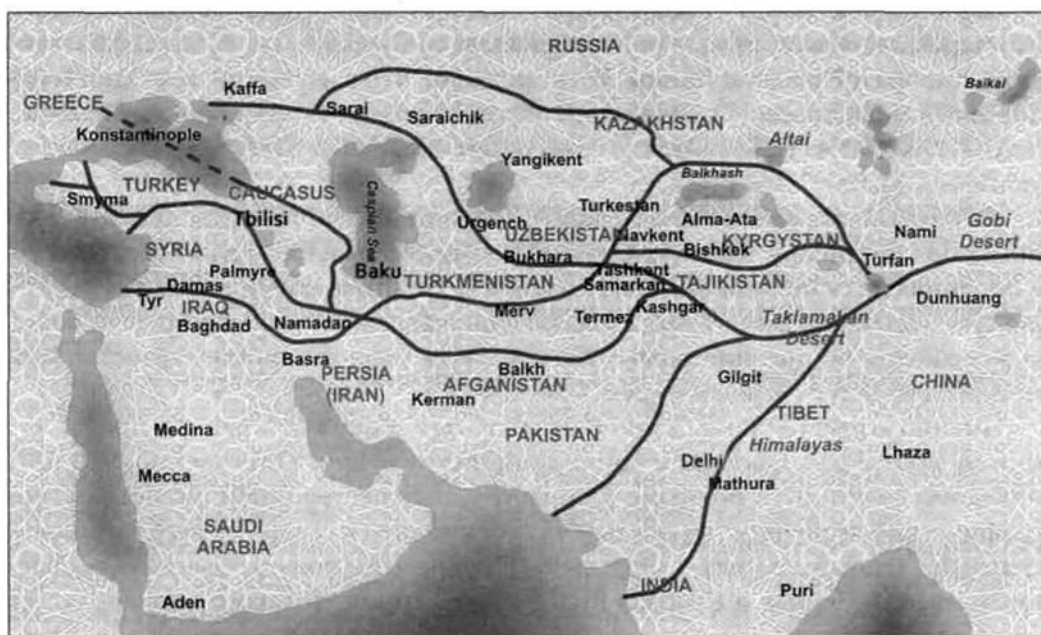 RUSSIA
Baikal
Kaffa
GREECE
Sarai
Saraichik
KAZAKHSTAN
Konstantinople
Altai
Yangikent
Balkhash
TURKEY
CAUCASUS
Smyrna
Turkestan
Caspian Sea
Tbilisi
Alma-Ata
Gobi
Desert
Urgench
UZBEKISTAN
Navkent
KYRGYSTAN
Nami
SYRIA
Bishkek
Bukhara
Turfan
Palmyre
Baku
Tashkent
TURKMENISTAN
Samarkan
TAJIKISTAN
Damas
Tyr
IRAQ
Dunhuang
Baghdad
Namadan
Merv
Termez
Kashgar
Taklamakan
Desert
Basra
Balkh
PERSIA
(IRAN)
AFGANISTAN
Gilgit
CHINA
Kerman
TIBET
Medina
PAKISTAN
Himalayas
Lhaza
Mecca
Delhi
Mathura
SAUDI
ARABIA
INDIA
Puri
Aden